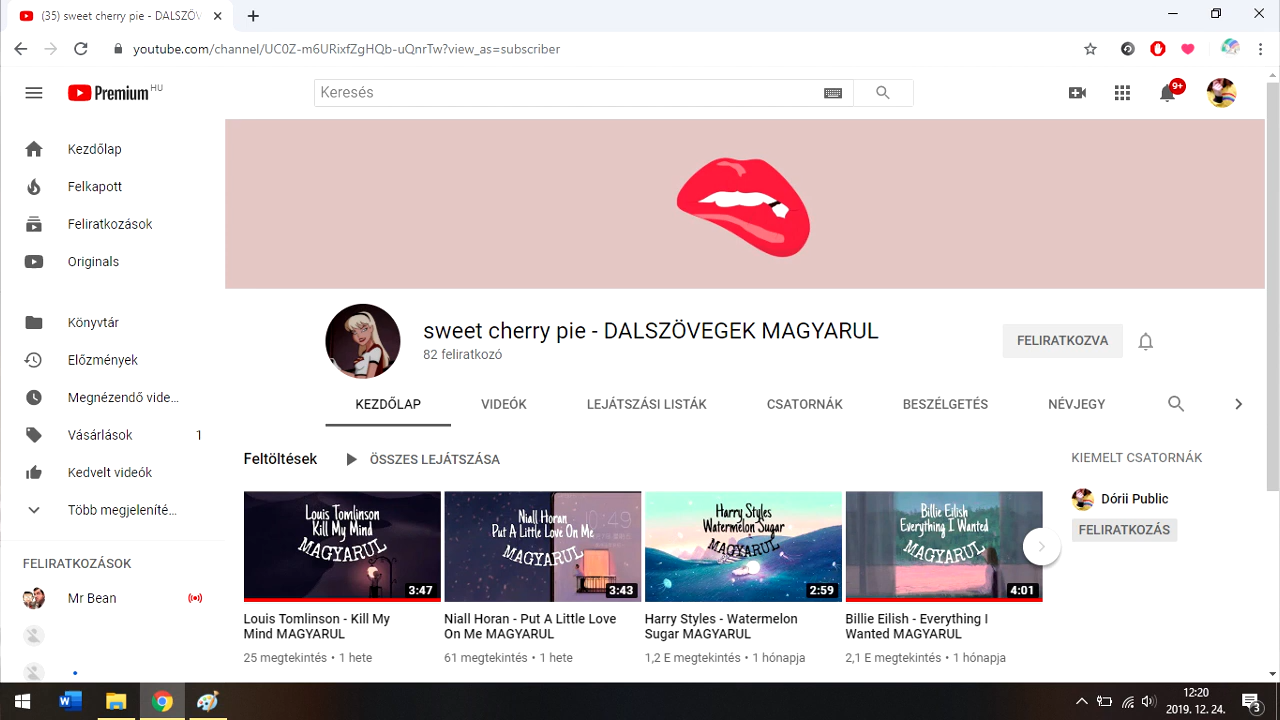 (35) sweet cherry pie - DALSZÖV
youtube.com/channel/UC0Z-m6URixfZgHQb-uQnrTw?view_as=subscriber
Premium HU
Keresés
9+
Kezdőlap
Felkapott
Feliratkozások
Originals
Könyvtár
Előzmények
Megnézendő vide...
Vásárlások 1
Kedvelt videók
Több megjeleníté...
FELIRATKOZÁSOK
Mr Bean
sweet cherry pie - DALSZÖVEGEK MAGYARUL
82 feliratkozó
FELIRATKOZVA
KEZDŐLAP VIDEÓK LEJÁTSZÁSI LISTÁK CSATORNÁK BESZÉLGETÉS NÉVJEGY
Feltöltések ÖSSZES LEJÁTSZÁSA
Louis Tomlinson
Kill My Mind
MAGYARUL
3:47
Louis Tomlinson - Kill My
Mind MAGYARUL
25 megtekintés • 1 hete
Niall Horan
Put A Little Love On Me
MAGYARUL
3:43
Niall Horan - Put A Little Love
On Me MAGYARUL
61 megtekintés • 1 hete
Harry Styles
Watermelon Sugar
MAGYARUL
2:59
Harry Styles - Watermelon
Sugar MAGYARUL
1,2 E megtekintés • 1 hónapja
Billie Eilish
Everything I Wanted
MAGYARUL
4:01
Billie Eilish - Everything I
Wanted MAGYARUL
2,1 E megtekintés • 1 hónapja
KIEMELT CSATORNÁK
Dórii Public
FELIRATKOZÁS
12:20
2019. 12. 24.
3